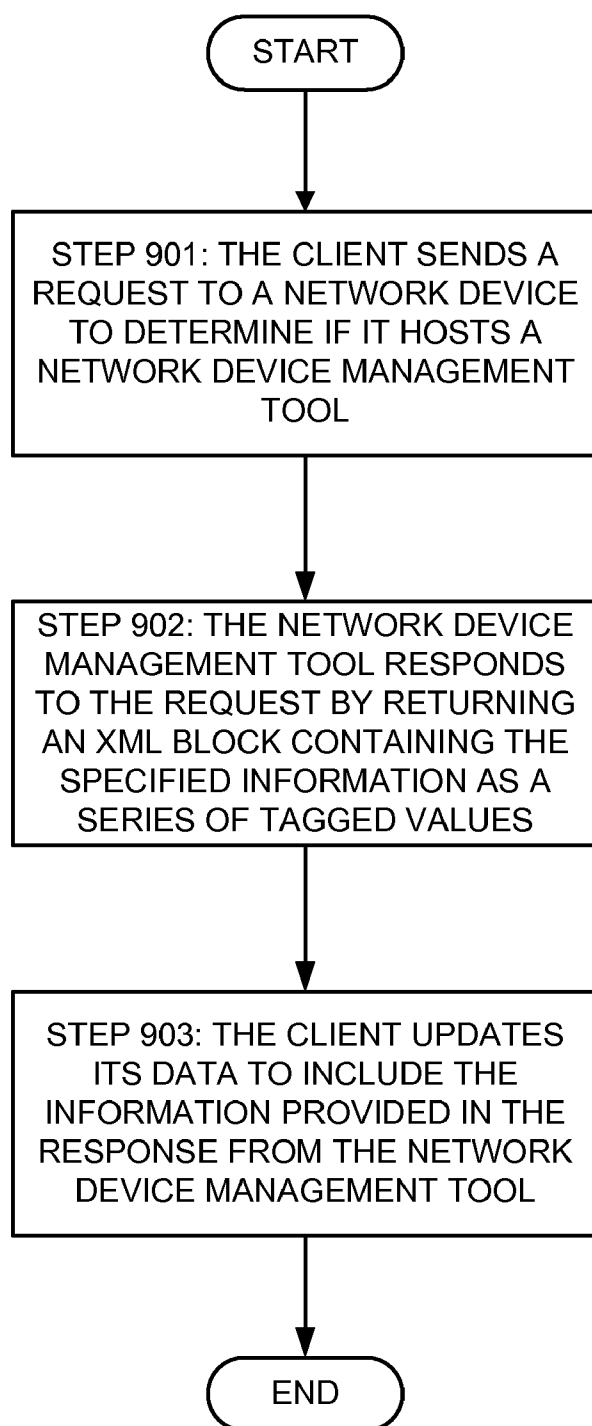 START
STEP 901: THE CLIENT SENDS A
REQUEST TO A NETWORK DEVICE
TO DETERMINE IF IT HOSTS A
NETWORK DEVICE MANAGEMENT
TOOL
STEP 902: THE NETWORK DEVICE
MANAGEMENT TOOL RESPONDS
TO THE REQUEST BY RETURNING
AN XML BLOCK CONTAINING THE
SPECIFIED INFORMATION AS A
SERIES OF TAGGED VALUES
STEP 903: THE CLIENT UPDATES
ITS DATA TO INCLUDE THE
INFORMATION PROVIDED IN THE
RESPONSE FROM THE NETWORK
DEVICE MANAGEMENT TOOL
END